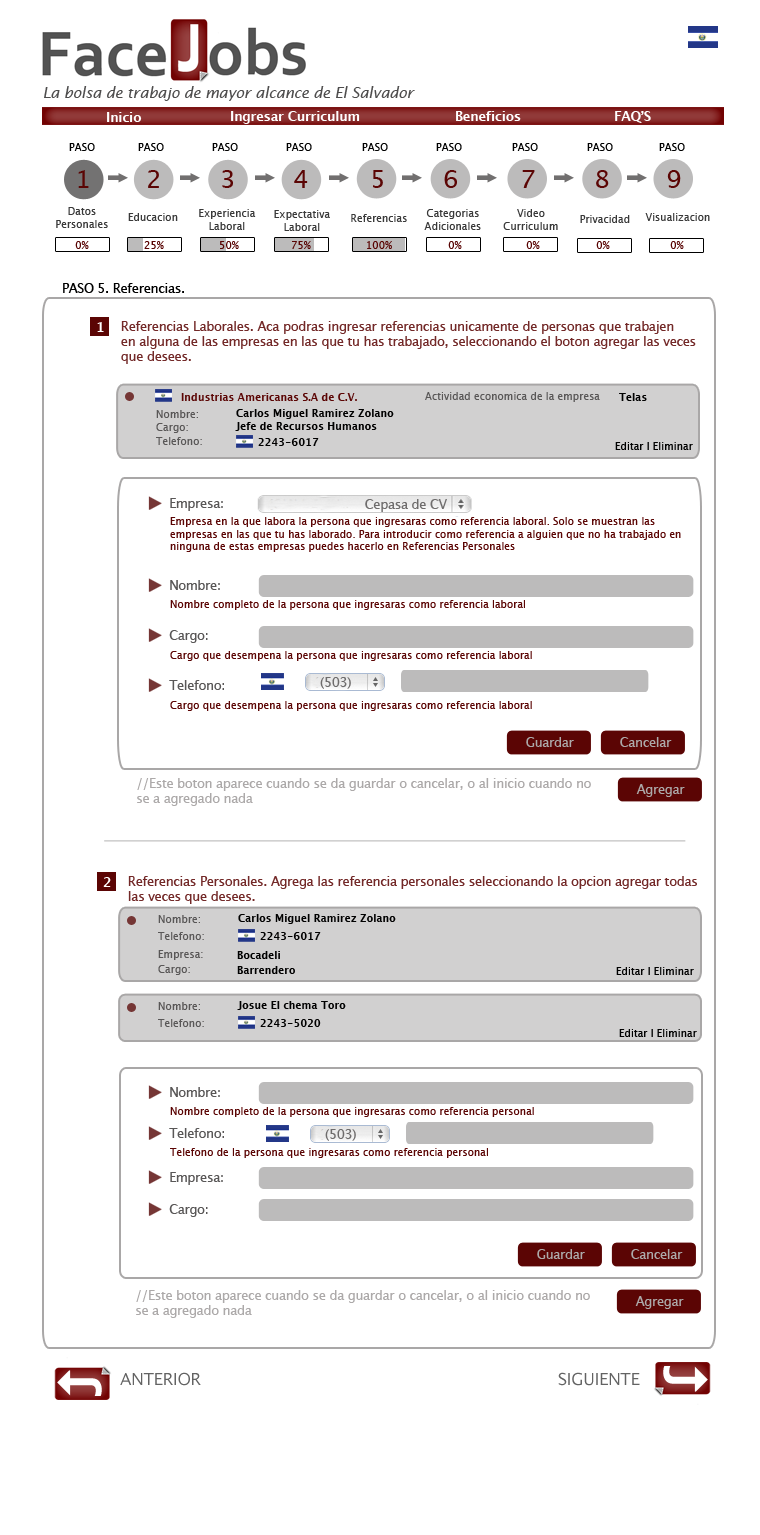 FaceJobs
La bolsa de trabajo de mayor alcance de El Salvador
Inicio Ingresar Curriculum Beneficios FAQ'S
PASO PASO PASO PASO PASO PASO PASO PASO PASO
1 2 3 4 5 6 7 8 9
Datos Personales Educacion Experiencia Laboral Expectativa Laboral Referencias Categorias Adicionales Video Curriculum Privacidad Visualizacion
0% 25% 50% 75% 100% 0% 0% 0% 0%
PASO 5. Referencias.
1 Referencias Laborales. Aca podras ingresar referencias unicamente de personas que trabajen
en alguna de las empresas en las que tu has trabajado, seleccionando el boton agregar las veces
que desees.
Industrias Americanas S.A de C.V. Actividad economica de la empresa Telas
Nombre: Carlos Miguel Ramirez Zolano
Cargo: Jefe de Recursos Humanos
Telefono: 2243-6017
Editar I Eliminar
Empresa: Cepasa de CV
Empresa en la que labora la persona que ingresaras como referencia laboral. Solo se muestran las
empresas en las que tu has laborado. Para introducir como referencia a alguien que no ha trabajado en
ninguna de estas empresas puedes hacerlo en Referencias Personales
Nombre:
Nombre completo de la persona que ingresaras como referencia laboral
Cargo:
Cargo que desempena la persona que ingresaras como referencia laboral
Telefono: (503)
Cargo que desempena la persona que ingresaras como referencia laboral
Guardar Cancelar
//Este boton aparece cuando se da guardar o cancelar, o al inicio cuando no
se a agregado nada
Agregar
2 Referencias Personales. Agrega las referencia personales seleccionando la opcion agregar todas
las veces que desees.
Nombre: Carlos Miguel Ramirez Zolano
Telefono: 2243-6017
Empresa: Bocadeli
Cargo: Barrendero
Editar I Eliminar
Nombre: Josue El chema Toro
Telefono: 2243-5020
Editar I Eliminar
Nombre:
Nombre completo de la persona que ingresaras como referencia personal
Telefono: (503)
Telefono de la persona que ingresaras como referencia personal
Empresa:
Cargo:
Guardar Cancelar
//Este boton aparece cuando se da guardar o cancelar, o al inicio cuando no
se a agregado nada
Agregar
ANTERIOR SIGUIENTE